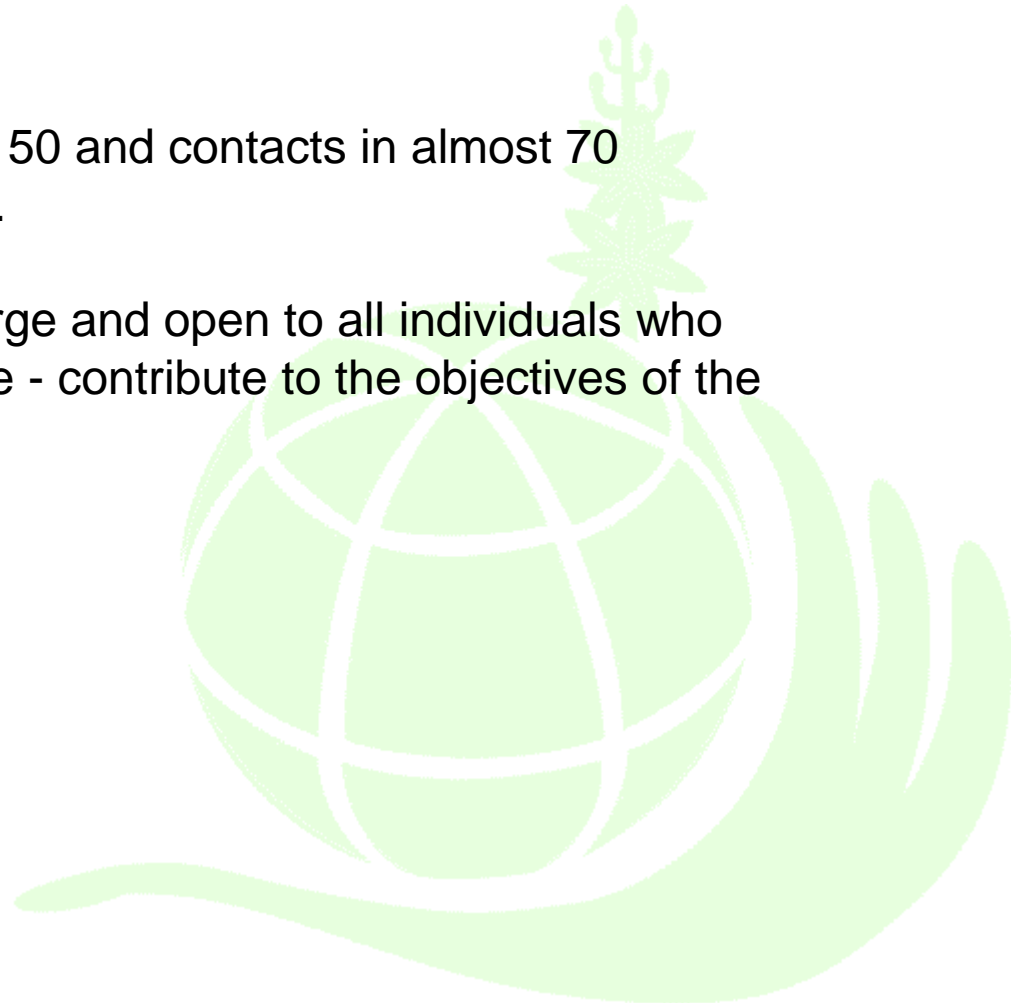 50 and contacts in almost 70
.
rge and open to all individuals who
e - contribute to the objectives of the